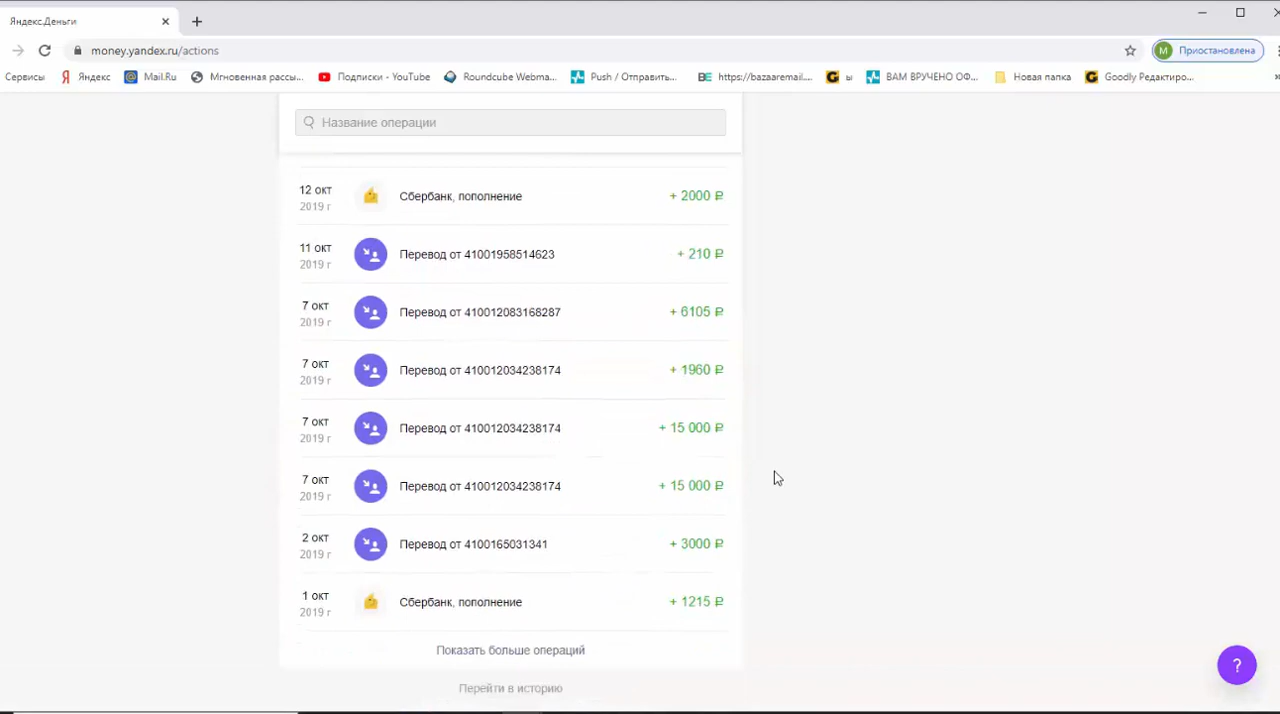 Яндекс.Деньги
money.yandex.ru/actions
М Приостановлена
Сервисы Яндекс Mail.Ru Мгновенная рассы... Подписки - YouTube Roundcube Webma... Push / Отправить... BE https://bazaaremail.... ы ВАМ ВРУЧЕНО ОФ... Новая папка Goodly Редактиро... »
Название операции
12 окт
2019 г
Сбербанк, пополнение + 2000 ₽
11 окт
2019 г
Перевод от 41001958514623 + 210 ₽
7 окт
2019 г
Перевод от 410012083168287 + 6105 ₽
7 окт
2019 г
Перевод от 410012034238174 + 1960 ₽
7 окт
2019 г
Перевод от 410012034238174 + 15 000 ₽
7 окт
2019 г
Перевод от 410012034238174 + 15 000 ₽
2 окт
2019 г
Перевод от 4100165031341 + 3000 ₽
1 окт
2019 г
Сбербанк, пополнение + 1215 ₽
Показать больше операций
Перейти в историю
?